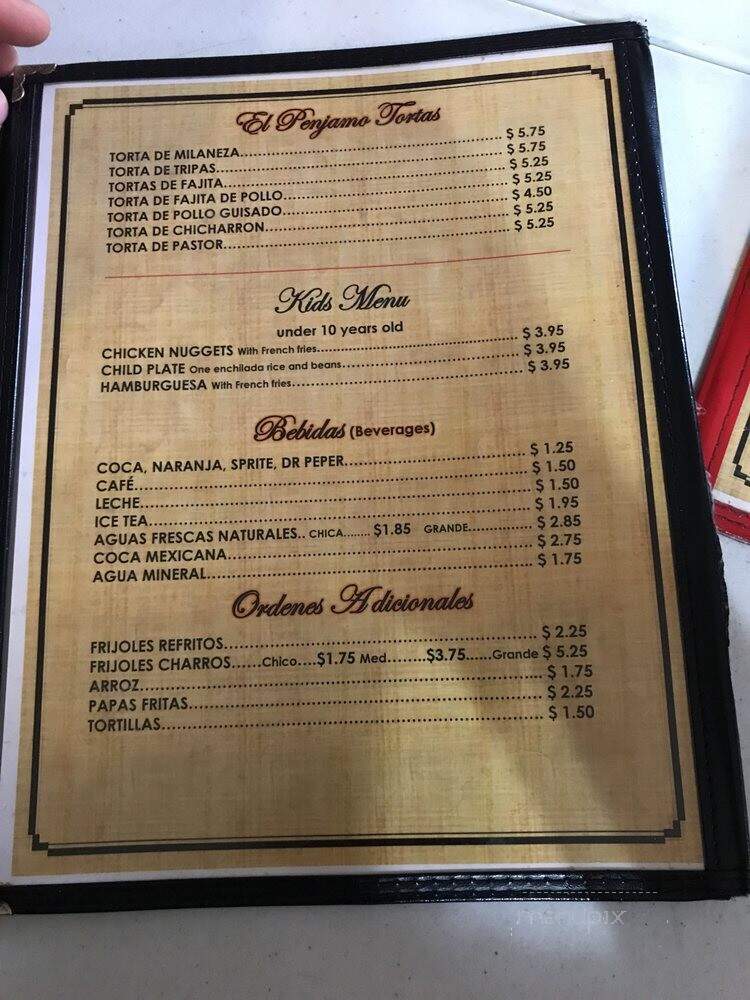 El Penjamo Tortas
TORTA DE MILANEZA........ $ 5.75
TORTA DE TRIPAS........ $ 5.75
TORTAS DE FAJITA........ $ 5.25
TORTA DE FAJITA DE POLLO........ $ 5.25
TORTA DE POLLO GUISADO........ $ 4.50
TORTA DE CHICHARRON........ $ 5.25
TORTA DE PASTOR........ $ 5.25
Kids Menu
under 10 years old
CHICKEN NUGGETS With French fries........ $ 3.95
CHILD PLATE One enchilada rice and beans........ $ 3.95
HAMBURGUESA With French fries........ $ 3.95
Bebidas (Beverages)
COCA, NARANJA, SPRITE, DR PEPER........ $ 1.25
CAFÉ........ $ 1.50
LECHE........ $ 1.50
ICE TEA........ $ 1.95
AGUAS FRESCAS NATURALES.. CHICA........ $1.85 GRANDE........ $ 2.85
COCA MEXICANA........ $ 2.75
AGUA MINERAL........ $ 1.75
Ordenes Adicionales
FRIJOLES REFRITOS........ $ 2.25
FRIJOLES CHARROS......Chico....$1.75 Med........$3.75......Grande $ 5.25
ARROZ........ $ 1.75
PAPAS FRITAS........ $ 2.25
TORTILLAS........ $ 1.50